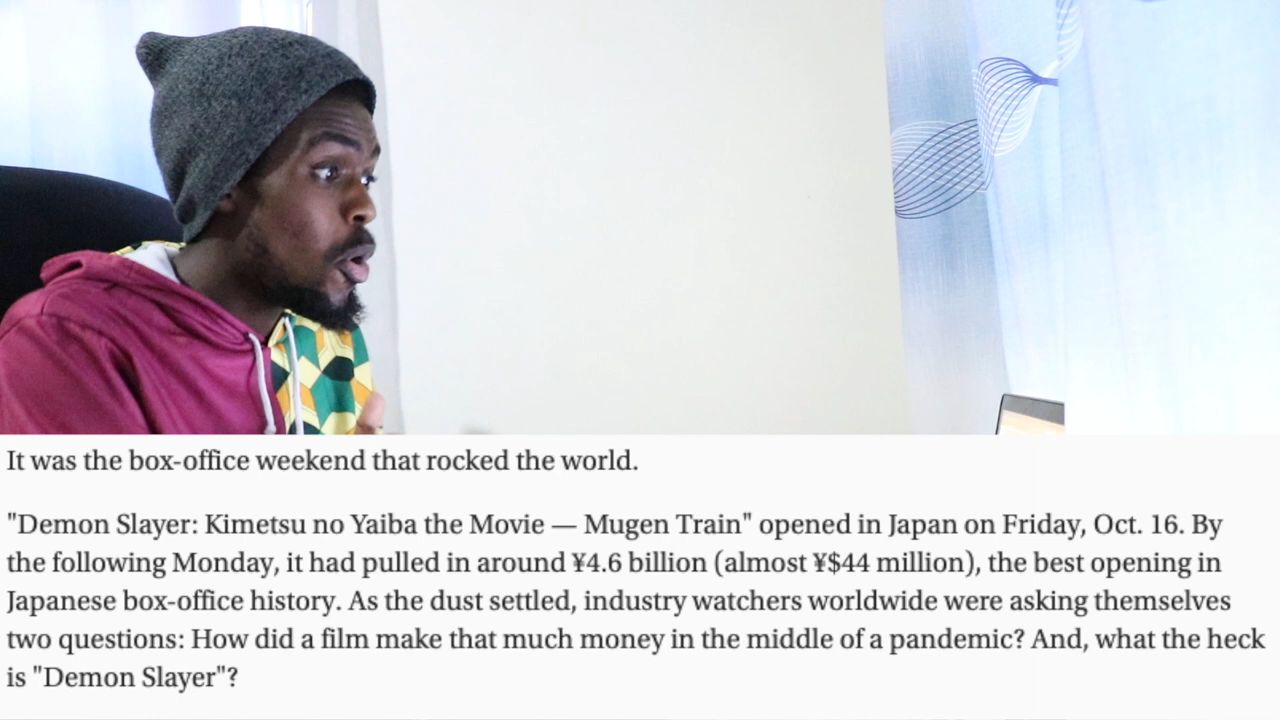 It was the box-office weekend that rocked the world.
"Demon Slayer: Kimetsu no Yaiba the Movie — Mugen Train" opened in Japan on Friday, Oct. 16. By
the following Monday, it had pulled in around ¥4.6 billion (almost ¥$44 million), the best opening in
Japanese box-office history. As the dust settled, industry watchers worldwide were asking themselves
two questions: How did a film make that much money in the middle of a pandemic? And, what the heck
is "Demon Slayer"?